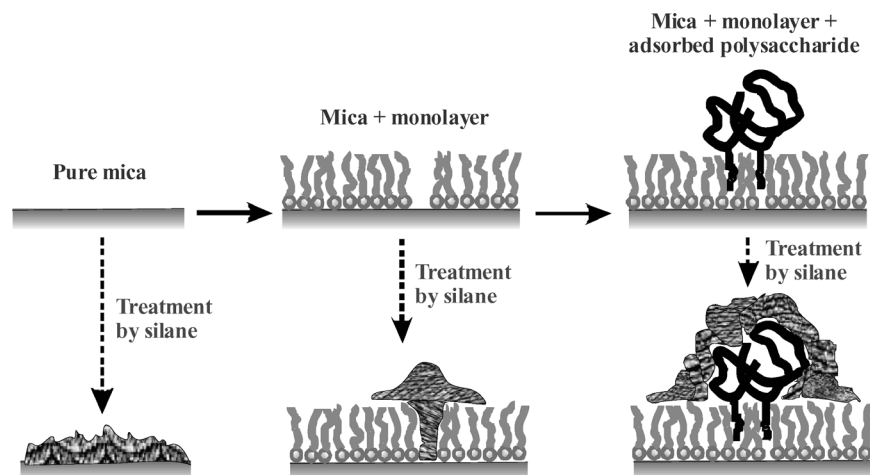 Mica + monolayer +
adsorbed polysaccharide
Mica + monolayer
Pure mica
Treatment
by silane
Treatment
by silane
Treatment
by silane